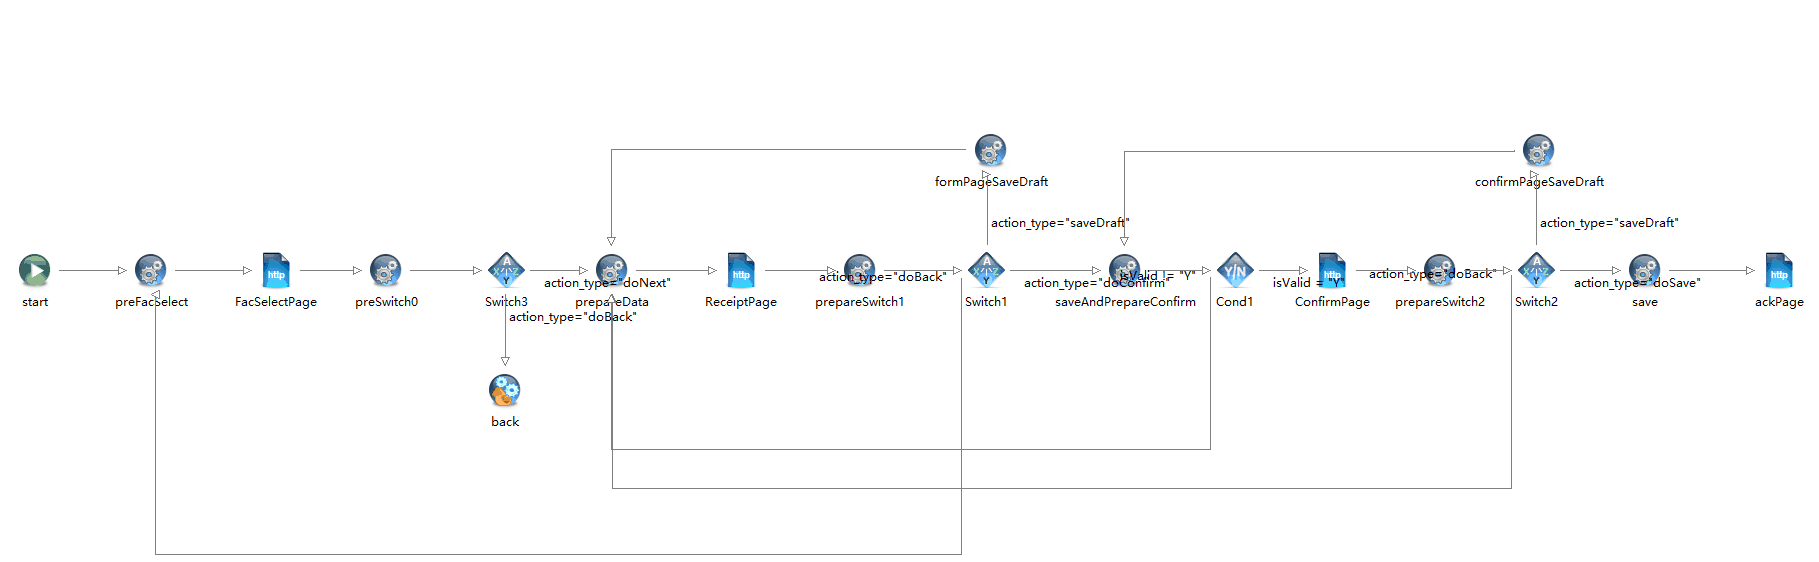 formPageSaveDraft
confirmPageSaveDraft
action_type="saveDraft"
action_type="saveDraft"
start
preFacSelect
http
FacSelectPage
preSwitch0
A
X Z
Y
Switch3
action_type="doNext"
prepareData
http
ReceiptPage
action_type="doBack"
prepareSwitch1
A
X Z
Y
Switch1
action_type="doConfirm"
saveAndPrepareConfirm
isValid != "Y"
Y/N
Cond1
isValid = "Y"
http
ConfirmPage
action_type="doBack"
prepareSwitch2
A
X Z
Y
Switch2
action_type="doSave"
save
http
ackPage
action_type="doBack"
back